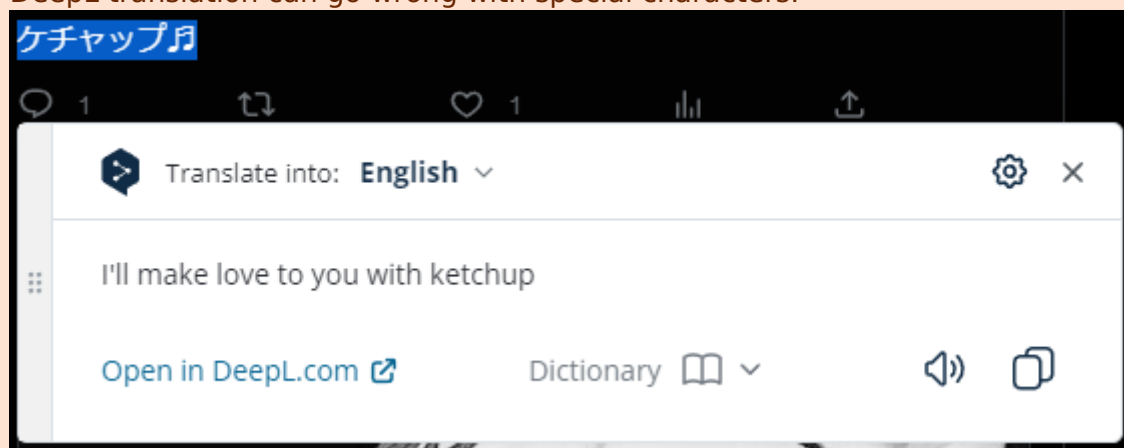 DeepL translation can go wrong with special characters.
ケチャップ♬
1 1
Translate into: English
I'll make love to you with ketchup
Open in DeepL.com Dictionary